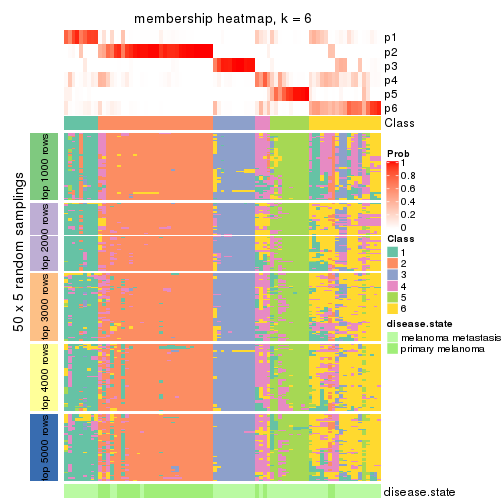 membership heatmap, k = 6
p1
p2
p3
p4
p5
p6
Class
50 x 5 random samplings
top 1000 rows
top 2000 rows
top 3000 rows
top 4000 rows
top 5000 rows
Prob
1
0.8
0.6
0.4
0.2
0
Class
1
2
3
4
5
6
disease.state
melanoma metastasis
primary melanoma
disease.state